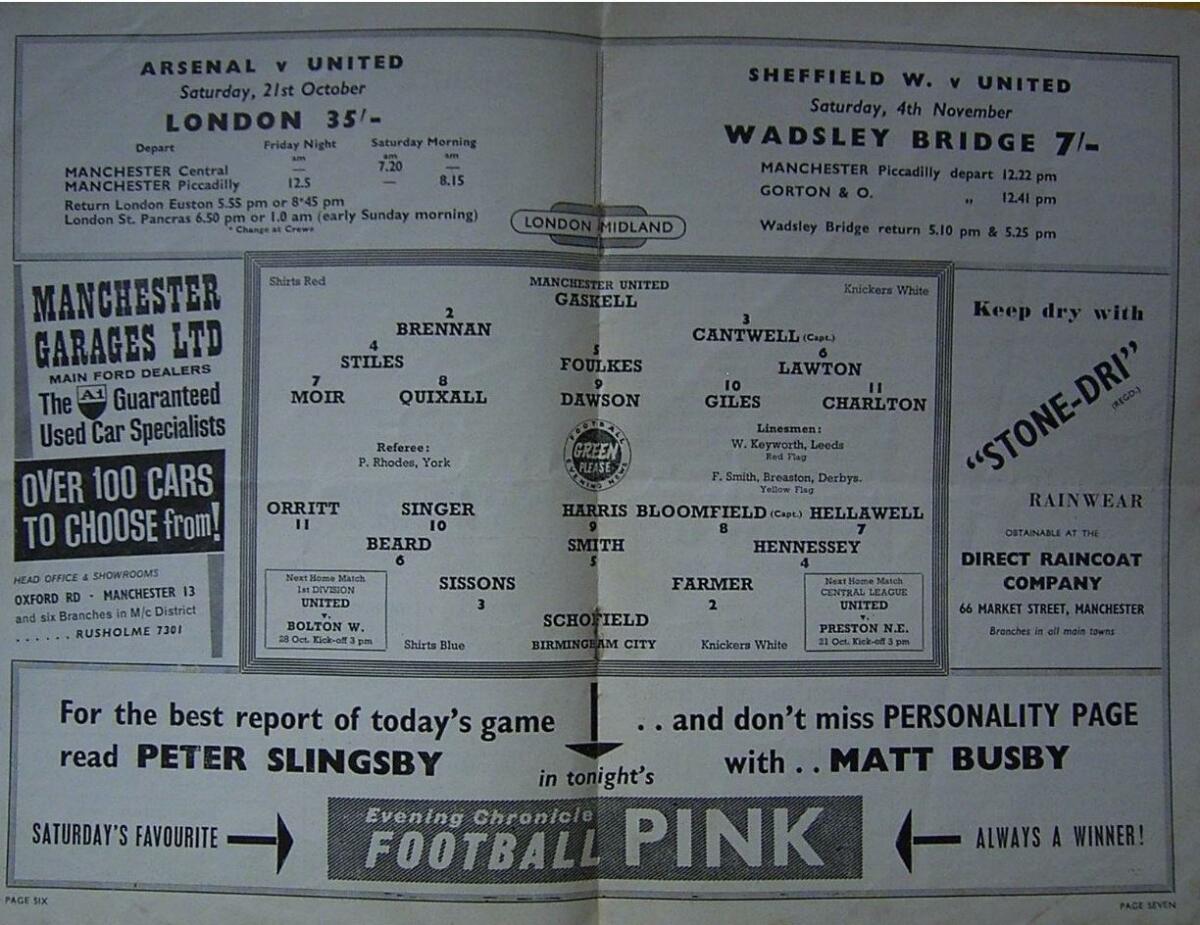 ARSENAL v UNITED
Saturday, 21st October
LONDON 35/-
Depart Friday Night Saturday Morning
am am am
MANCHESTER Central — 7.20 —
MANCHESTER Piccadilly 12.5 — 8.15
Return London Euston 5.55 pm or 8*45 pm
London St. Pancras 6.50 pm or 1.0 am (early Sunday morning)
* Change at Crewe
SHEFFIELD W. v UNITED
Saturday, 4th November
WADSLEY BRIDGE 7/-
MANCHESTER Piccadilly depart 12.22 pm
GORTON & O. „ 12.41 pm
Wadsley Bridge return 5.10 pm & 5.25 pm
LONDON MIDLAND
MANCHESTER
GARAGES LTD
MAIN FORD DEALERS
The A1 Guaranteed
Used Car Specialists
OVER 100 CARS
TO CHOOSE from!
HEAD OFFICE & SHOWROOMS
OXFORD RD - MANCHESTER 13
and six Branches in M/c District
...... RUSHOLME 7301
Shirts Red MANCHESTER UNITED Knickers White
GASKELL
2 3
BRENNAN CANTWELL (Capt.)
4 5 6
STILES FOULKES LAWTON
7 8 9 10 11
MOIR QUIXALL DAWSON GILES CHARLTON
Referee:
P. Rhodes, York
FOOTBALL
GREEN
PLEASE
EVENING NEWS
Linesmen:
W. Keyworth, Leeds
Red Flag
F. Smith, Breaston, Derbys.
Yellow Flag
ORRITT SINGER HARRIS BLOOMFIELD (Capt.) HELLAWELL
11 10 9 8 7
BEARD SMITH HENNESSEY
6 5 4
SISSONS FARMER
3 2
SCHOFIELD
Shirts Blue BIRMINGHAM CITY Knickers White
Next Home Match
1st DIVISION
UNITED
v.
BOLTON W.
28 Oct. Kick-off 3 pm
Next Home Match
CENTRAL LEAGUE
UNITED
v.
PRESTON N.E.
21 Oct. Kick-off 3 pm
Keep dry with
“STONE-DRI”
(REGD.)
RAINWEAR
OBTAINABLE AT THE
DIRECT RAINCOAT
COMPANY
66 MARKET STREET, MANCHESTER
Branches in all main towns
For the best report of today's game
read PETER SLINGSBY
. . and don't miss PERSONALITY PAGE
with . . MATT BUSBY
in tonight's
SATURDAY'S FAVOURITE
Evening Chronicle
FOOTBALL PINK
ALWAYS A WINNER!
PAGE SIX
PAGE SEVEN